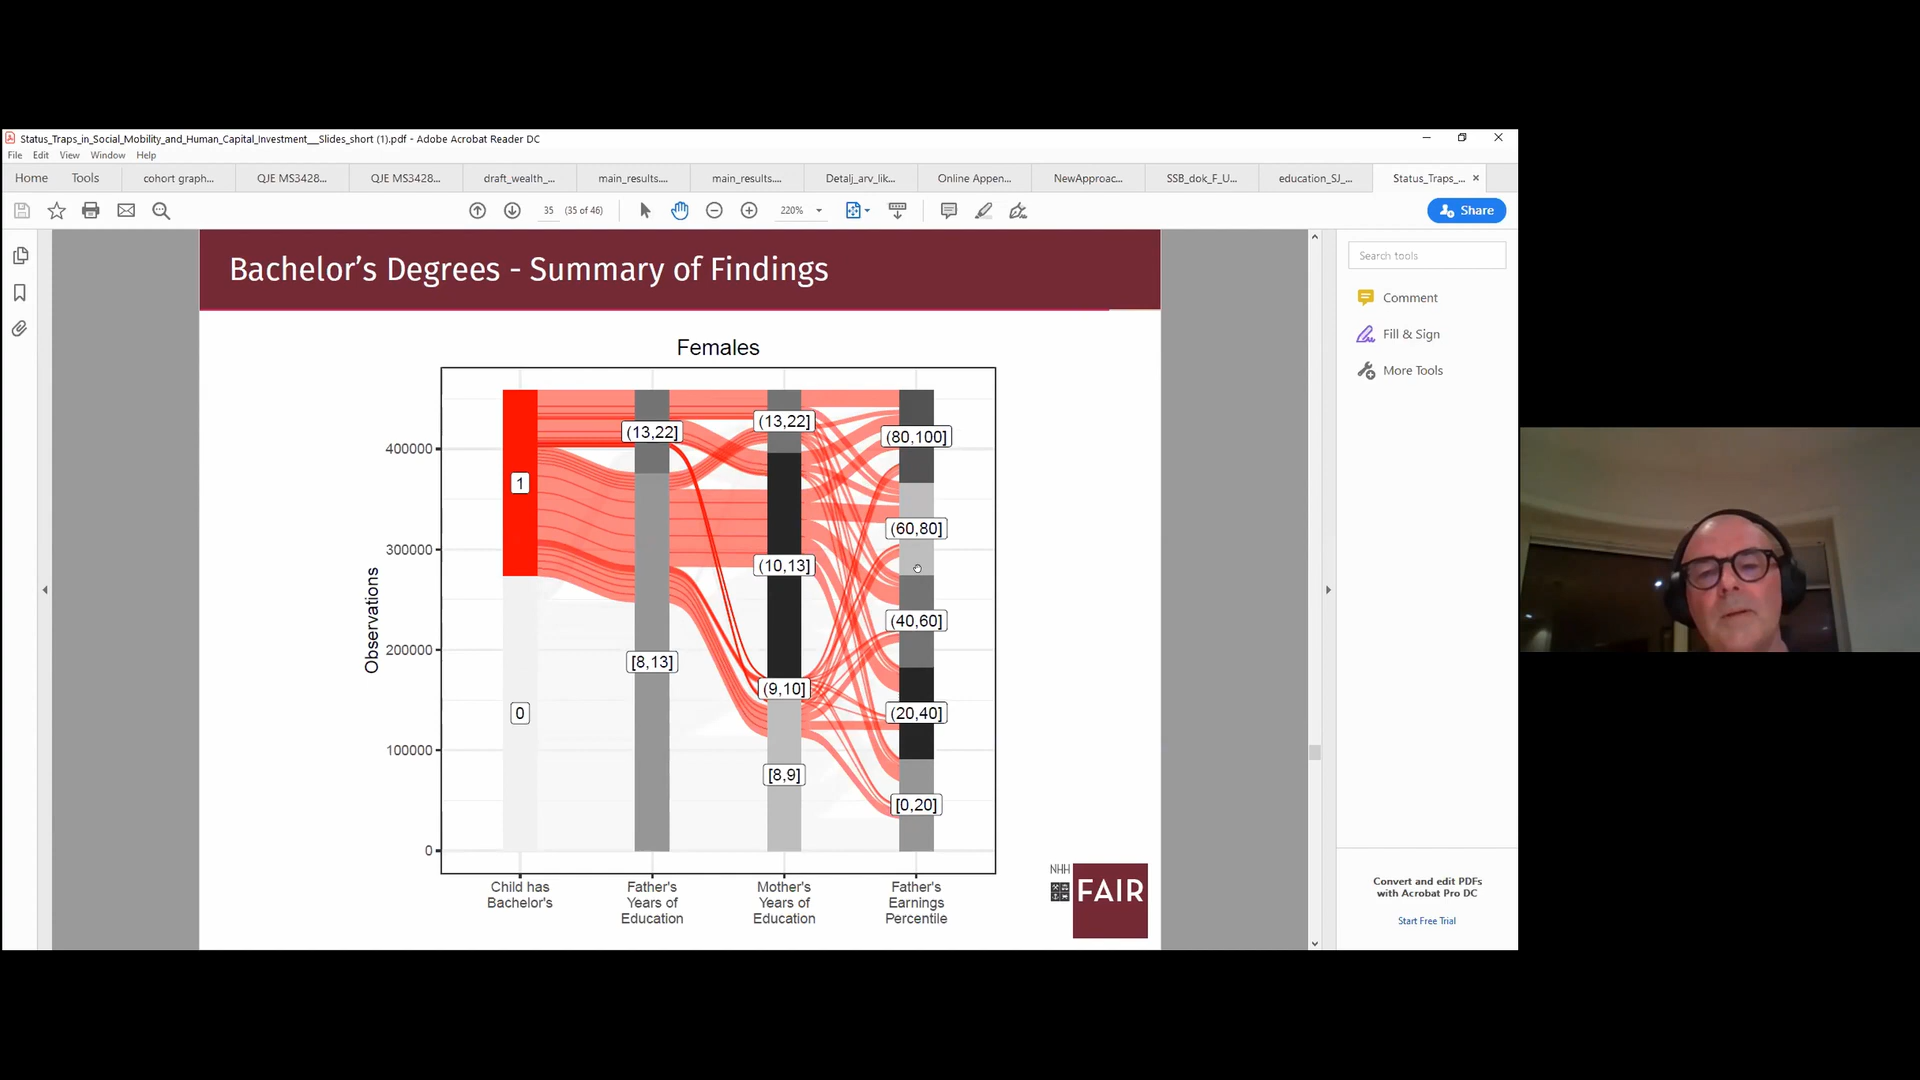 Status_Traps_in_Social_Mobility_and_Human_Capital_Investment__Slides_short (1).pdf - Adobe Acrobat Reader DC
File Edit View Window Help
Home Tools cohort graph... QJE MS3428... QJE MS3428... draft_wealth_... main_results.... main_results.... Detalj_arv_lik... Online Appen... NewApproac... SSB_dok_F_U... education_SJ_... Status_Traps_...
35 (35 of 46) 220% Share
Search tools
Comment
Fill & Sign
More Tools
Convert and edit PDFs
with Acrobat Pro DC
Start Free Trial
Bachelor's Degrees - Summary of Findings
Females
Observations
400000
300000
200000
100000
0
1
0
(13,22]
[8,13]
(13,22]
(10,13]
(9,10]
[8,9]
(80,100]
(60,80]
(40,60]
(20,40]
[0,20]
Child has
Bachelor's
Father's
Years of
Education
Mother's
Years of
Education
Father's
Earnings
Percentile
NHH
FAIR